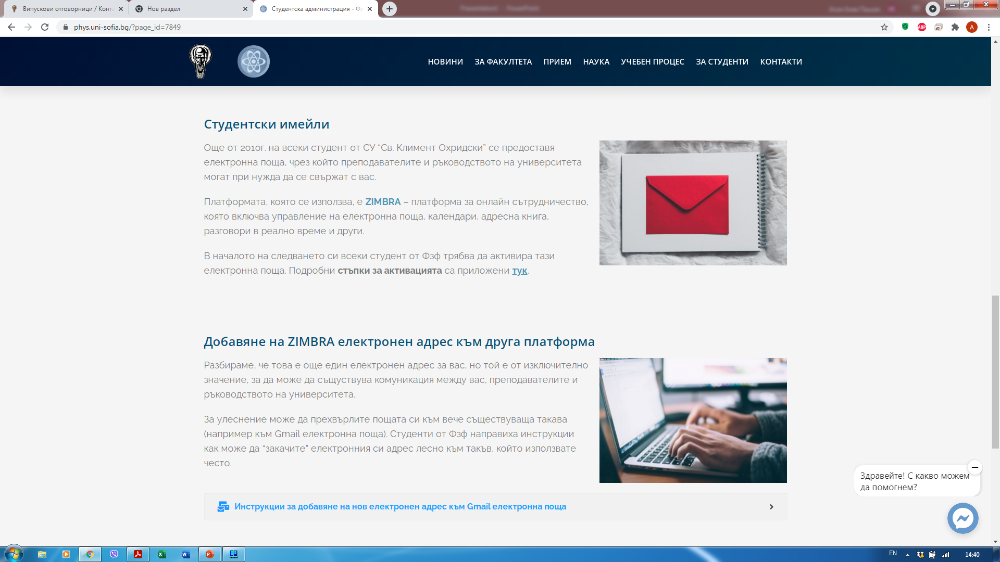 Випускови отговорници / Конта
Нов раздел
Студентска администрация - Фи
phys.uni-sofia.bg/?page_id=7849
ABP
A
НОВИНИ ЗА ФАКУЛТЕТА ПРИЕМ НАУКА УЧЕБЕН ПРОЦЕС ЗА СТУДЕНТИ КОНТАКТИ
Студентски имейли
Още от 2010г. на всеки студент от СУ “Св. Климент Охридски” се предоставя
електронна поща, чрез който преподавателите и ръководството на университета
могат при нужда да се свържат с вас.
Платформата, която се използва, е ZIMBRA – платформа за онлайн сътрудничество,
която включва управление на електронна поща, календари, адресна книга,
разговори в реално време и други.
В началото на следването си всеки студент от Фзф трябва да активира тази
електронна поща. Подробни стъпки за активацията са приложени тук.
Добавяне на ZIMBRA електронен адрес към друга платформа
Разбираме, че това е още един електронен адрес за вас, но той е от изключително
значение, за да може да същуствува комуникация между вас, преподавателите и
ръководството на университета.
За улеснение може да прехвърлите пощата си към вече съществуваща такава
(например към Gmail електронна поща). Студенти от Фзф направиха инструкции
как може да “закачите” електронния си адрес лесно към такъв, който използвате
често.
Инструкции за добавяне на нов електронен адрес към Gmail електронна поща
Здравейте! С какво можем
да помогнем?
EN
14:40